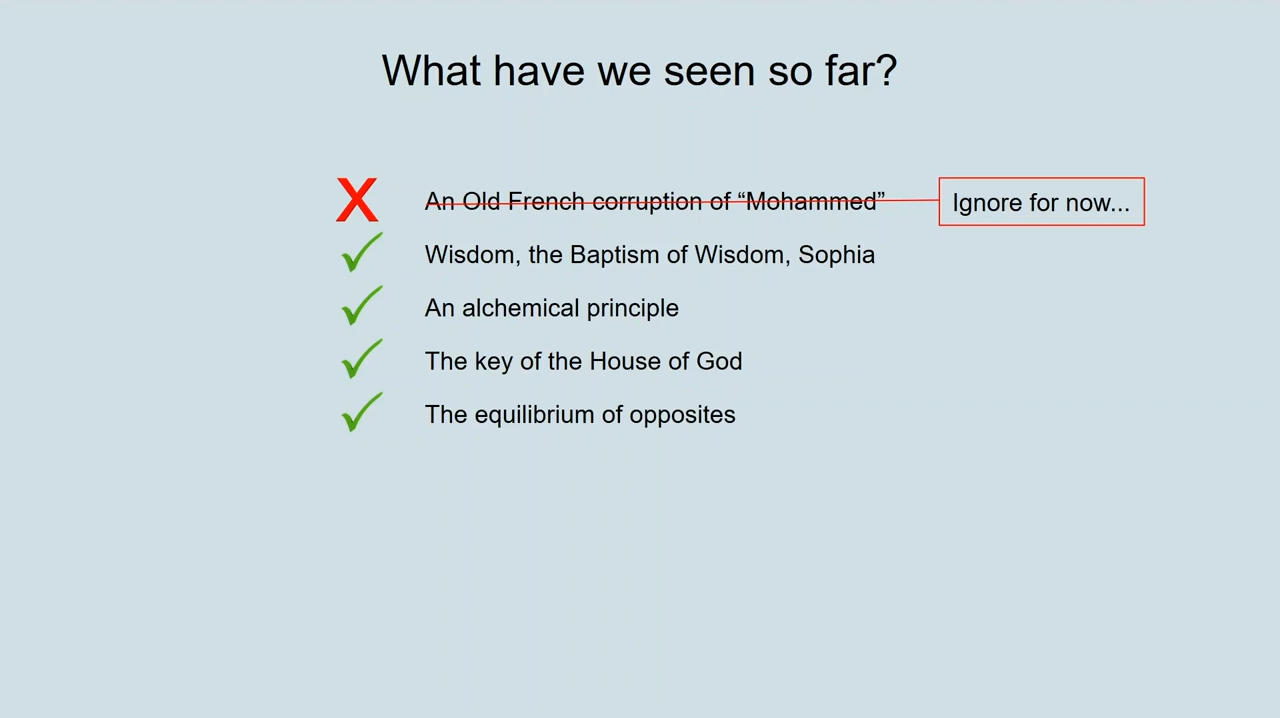 What have we seen so far?
X An Old French corruption of “Mohammed” Ignore for now...
Wisdom, the Baptism of Wisdom, Sophia
An alchemical principle
The key of the House of God
The equilibrium of opposites